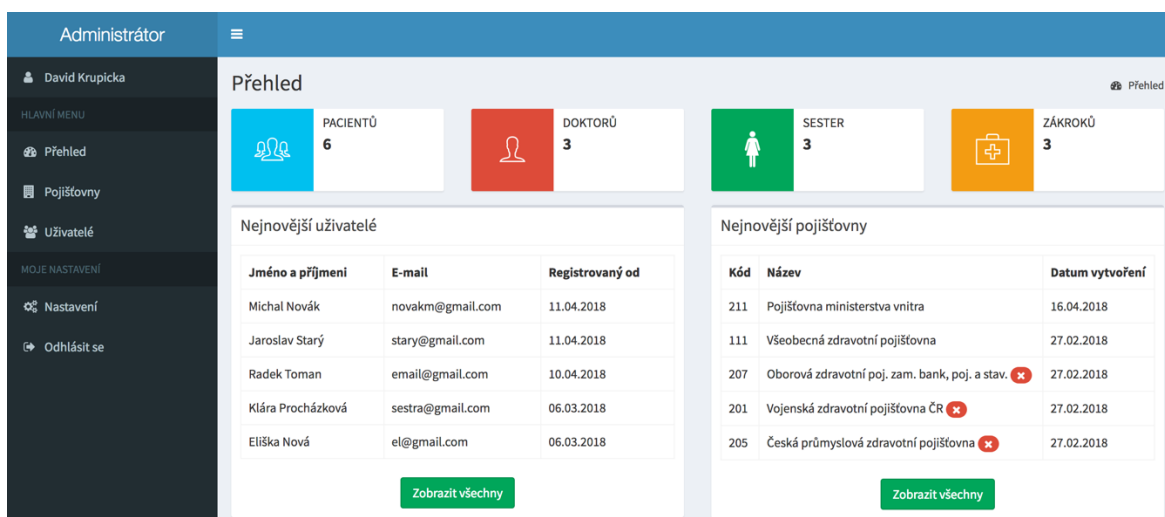 Administrátor
David Krupicka
HLAVNÍ MENU
Přehled
Pojišťovny
Uživatelé
MOJE NASTAVENÍ
Nastavení
Odhlásit se
Přehled
Přehled
PACIENTŮ
6
DOKTORŮ
3
SESTER
3
ZÁKROKŮ
3
Nejnovější uživatelé
Jméno a příjmeni E-mail Registrovaný od
Michal Novák novakm@gmail.com 11.04.2018
Jaroslav Starý stary@gmail.com 11.04.2018
Radek Toman email@gmail.com 10.04.2018
Klára Procházková sestra@gmail.com 06.03.2018
Eliška Nová el@gmail.com 06.03.2018
Zobrazit všechny
Nejnovější pojišťovny
Kód Název Datum vytvoření
211 Pojišťovna ministerstva vnitra 16.04.2018
111 Všeobecná zdravotní pojišťovna 27.02.2018
207 Oborová zdravotní poj. zam. bank, poj. a stav. 27.02.2018
201 Vojenská zdravotní pojišťovna ČR 27.02.2018
205 Česká průmyslová zdravotní pojišťovna 27.02.2018
Zobrazit všechny